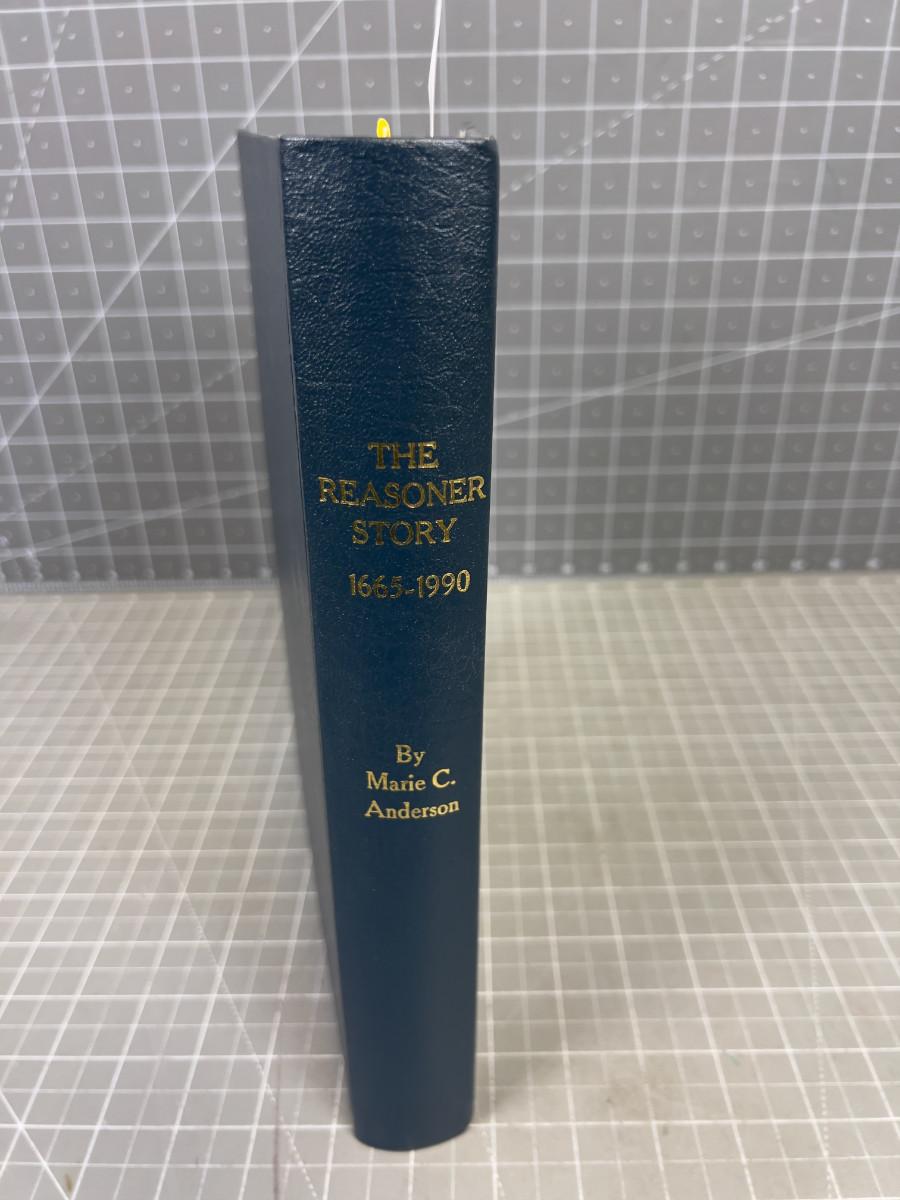 THE
REASONER
STORY
1665-1990
By
Marie C.
Anderson